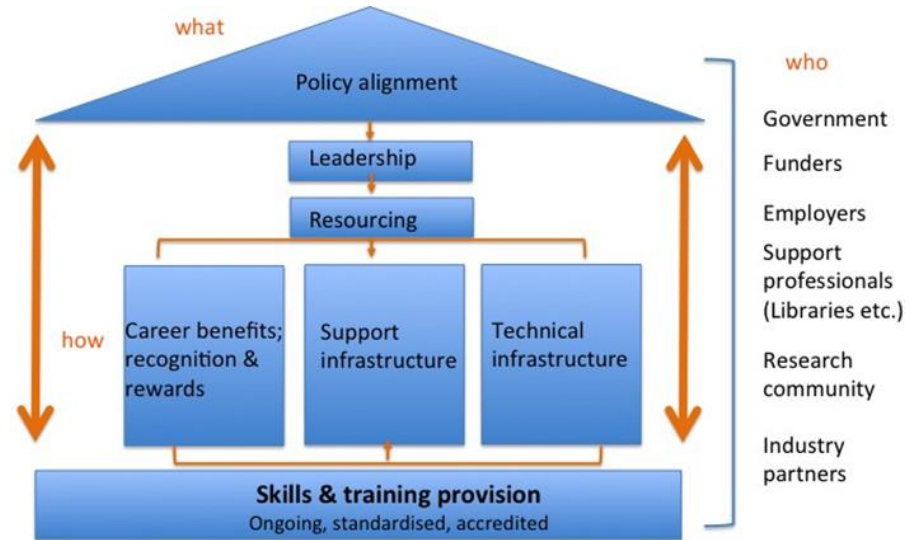 what
Policy alignment
Leadership
Resourcing
how
Career benefits;
recognition &
rewards
Support
infrastructure
Technical
infrastructure
Skills & training provision
Ongoing, standardised, accredited
who
Government
Funders
Employers
Support
professionals
(Libraries etc.)
Research
community
Industry
partners